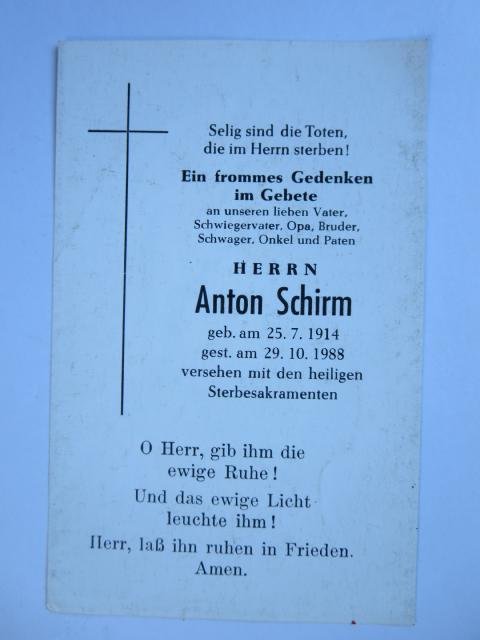 Selig sind die Toten,
die im Herrn sterben!
Ein frommes Gedenken
im Gebete
an unseren lieben Vater,
Schwiegervater, Opa, Bruder,
Schwager, Onkel und Paten
HERRN
Anton Schirm
geb. am 25. 7. 1914
gest. am 29. 10. 1988
versehen mit den heiligen
Sterbesakramenten
O Herr, gib ihm die
ewige Ruhe!
Und das ewige Licht
leuchte ihm!
Herr, laß ihn ruhen in Frieden.
Amen.